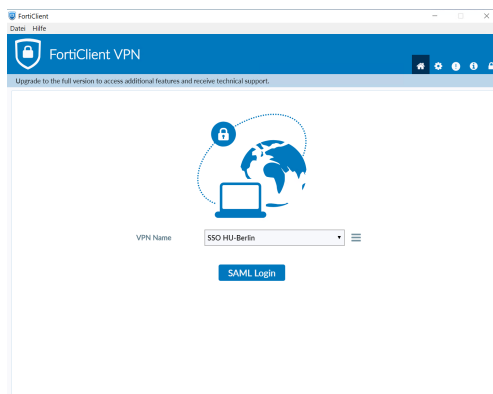 FortiClient
Datei Hilfe
FortiClient VPN
Upgrade to the full version to access additional features and receive technical support.
VPN Name
SSO HU-Berlin
SAML Login